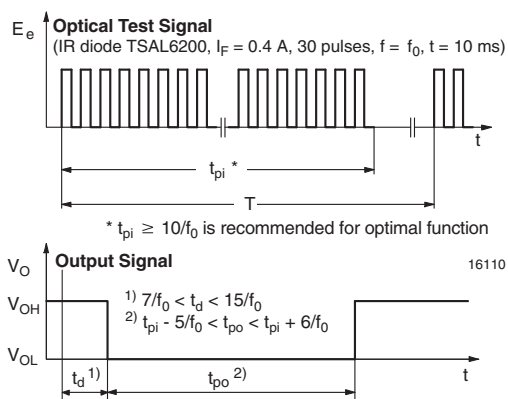 E_e Optical Test Signal
(IR diode TSAL6200, I_F = 0.4 A, 30 pulses, f = f_0, t = 10 ms)
t
t_pi *
T
* t_pi ≥ 10/f_0 is recommended for optimal function
V_O Output Signal
16110
V_OH
1) 7/f_0 < t_d < 15/f_0
2) t_pi - 5/f_0 < t_po < t_pi + 6/f_0
V_OL
t_d 1)
t_po 2)
t